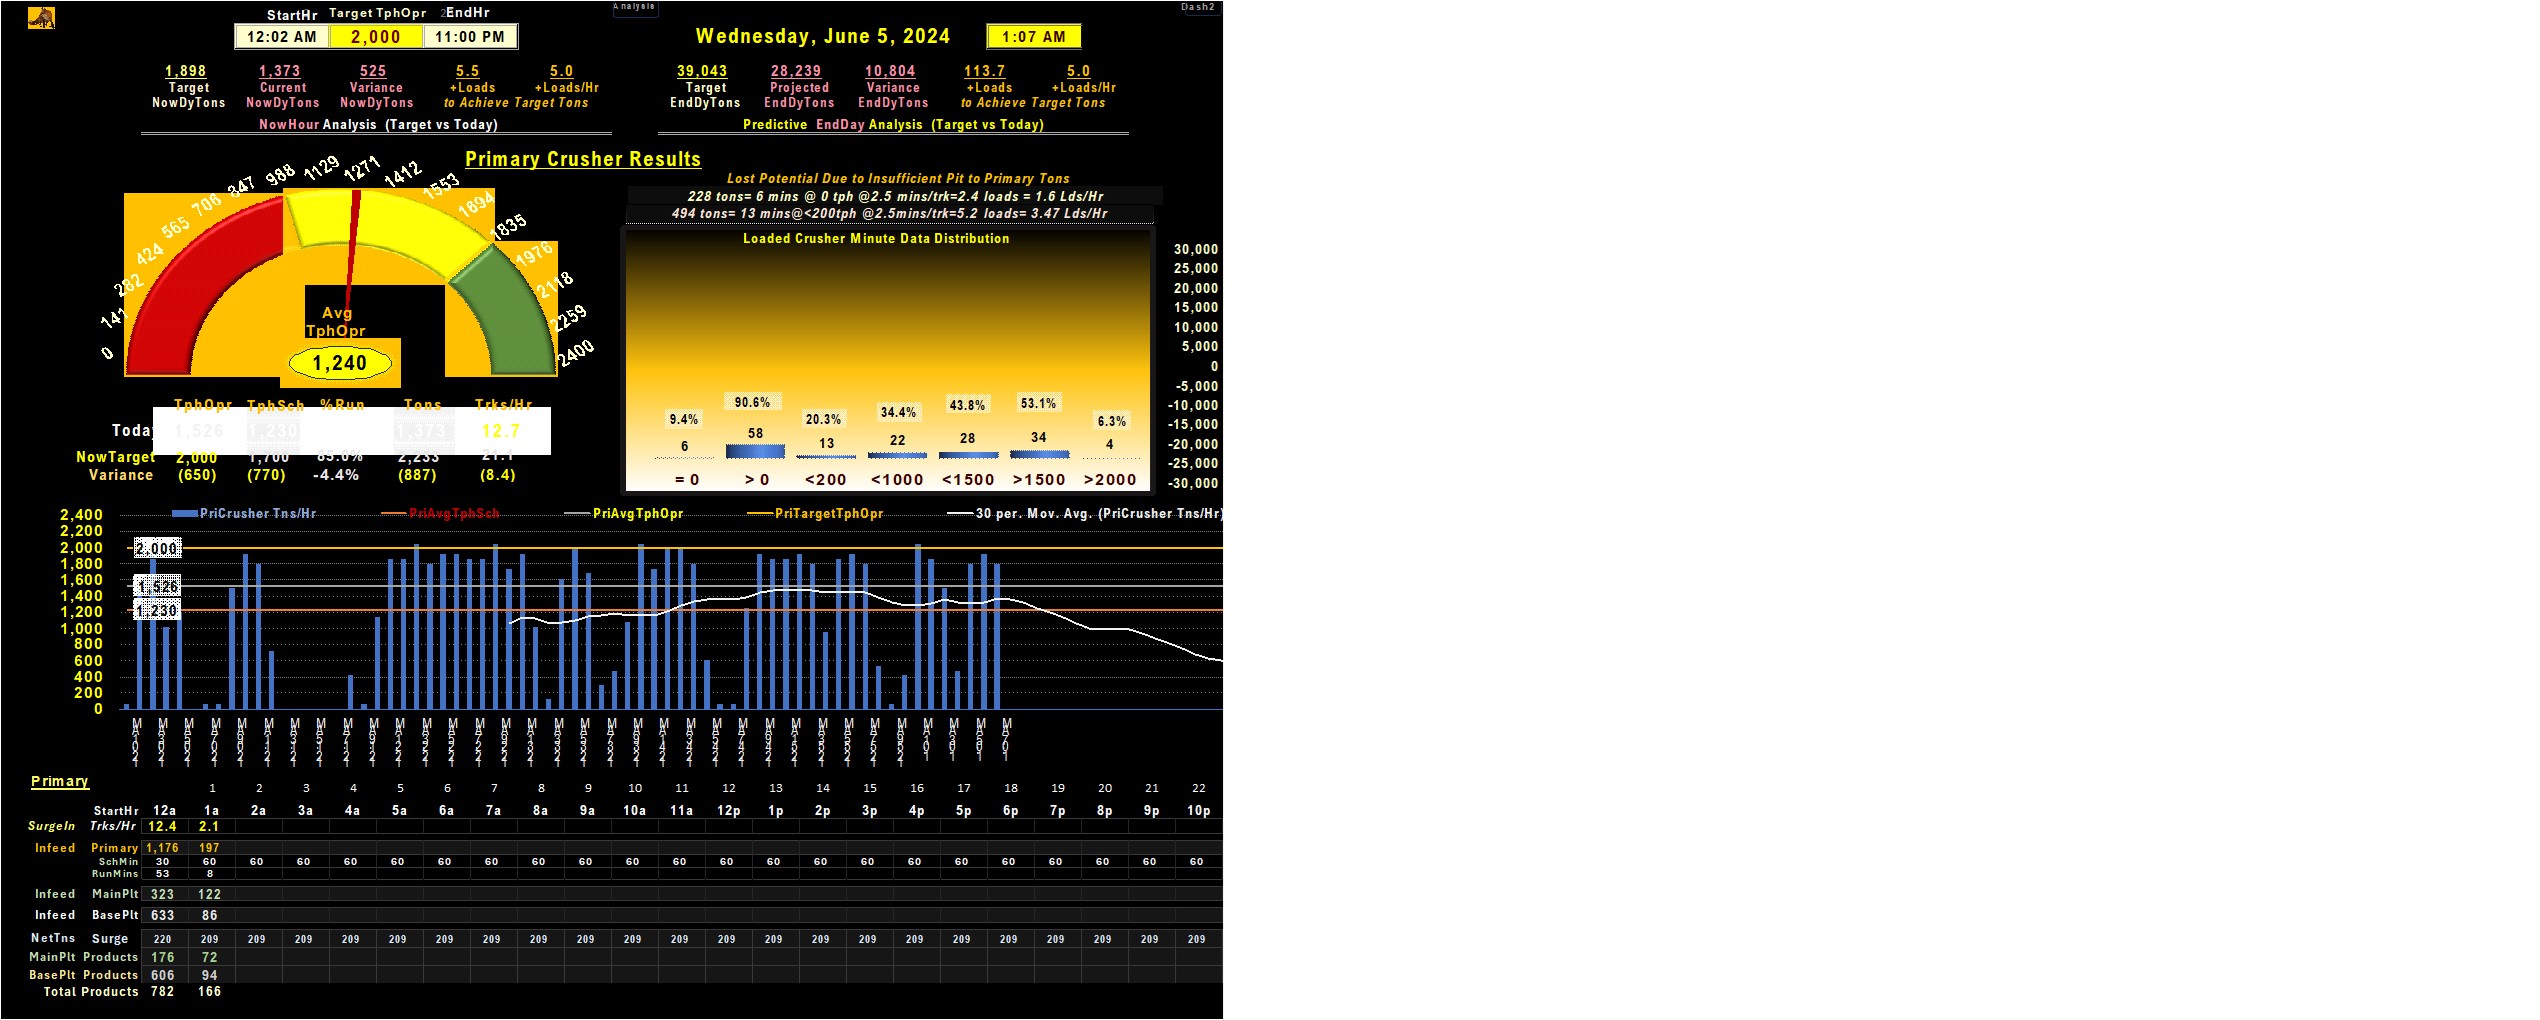 StartHr Target TphOpr 2 EndHr
Analysis
Dash2
12:02 AM 2,000 11:00 PM
Wednesday, June 5, 2024 1:07 AM
1,898 1,373 525 5.5 5.0
Target Current Variance +Loads +Loads/Hr
NowDyTons NowDyTons NowDyTons to Achieve Target Tons
NowHour Analysis (Target vs Today)
39,043 28,239 10,804 113.7 5.0
Target Projected Variance +Loads +Loads/Hr
EndDyTons EndDyTons EndDyTons to Achieve Target Tons
Predictive EndDay Analysis (Target vs Today)
Primary Crusher Results
0 141 282 424 565 706 847 988 1129 1271 1412 1553 1694 1835 1976 2118 2259 2400
Avg
TphOpr
1,240
Lost Potential Due to Insufficient Pit to Primary Tons
228 tons= 6 mins @ 0 tph @2.5 mins/trk=2.4 loads = 1.6 Lds/Hr
494 tons= 13 mins@<200tph @2.5mins/trk=5.2 loads= 3.47 Lds/Hr
Loaded Crusher Minute Data Distribution
9.4% 90.6% 20.3% 34.4% 43.8% 53.1% 6.3%
6 58 13 22 28 34 4
= 0 > 0 <200 <1000 <1500 >1500 >2000
30,000
25,000
20,000
15,000
10,000
5,000
0
-5,000
-10,000
-15,000
-20,000
-25,000
-30,000
TphOpr TphSch %Run Tons Trks/Hr
Today 1,526 1,230 1,373 12.7
NowTarget 2,000 1,700 85.0% 2,233 21.1
Variance (650) (770) -4.4% (887) (8.4)
PriCrusher Tns/Hr PriAvgTphSch PriAvgTphOpr PriTargetTphOpr 30 per. Mov. Avg. (PriCrusher Tns/Hr)
2,400
2,200
2,000
1,800
1,600
1,400
1,200
1,000
800
600
400
200
0
2,000
1,526
1,230
Primary
1 2 3 4 5 6 7 8 9 10 11 12 13 14 15 16 17 18 19 20 21 22
StartHr 12a 1a 2a 3a 4a 5a 6a 7a 8a 9a 10a 11a 12p 1p 2p 3p 4p 5p 6p 7p 8p 9p 10p
SurgeIn Trks/Hr 12.4 2.1
Infeed Primary 1,176 197
SchMin 30 60 60 60 60 60 60 60 60 60 60 60 60 60 60 60 60 60 60 60 60 60 60
RunMins 53 8
Infeed MainPlt 323 122
Infeed BasePlt 633 86
NetTns Surge 220 209 209 209 209 209 209 209 209 209 209 209 209 209 209 209 209 209 209 209 209 209 209
MainPlt Products 176 72
BasePlt Products 606 94
Total Products 782 166